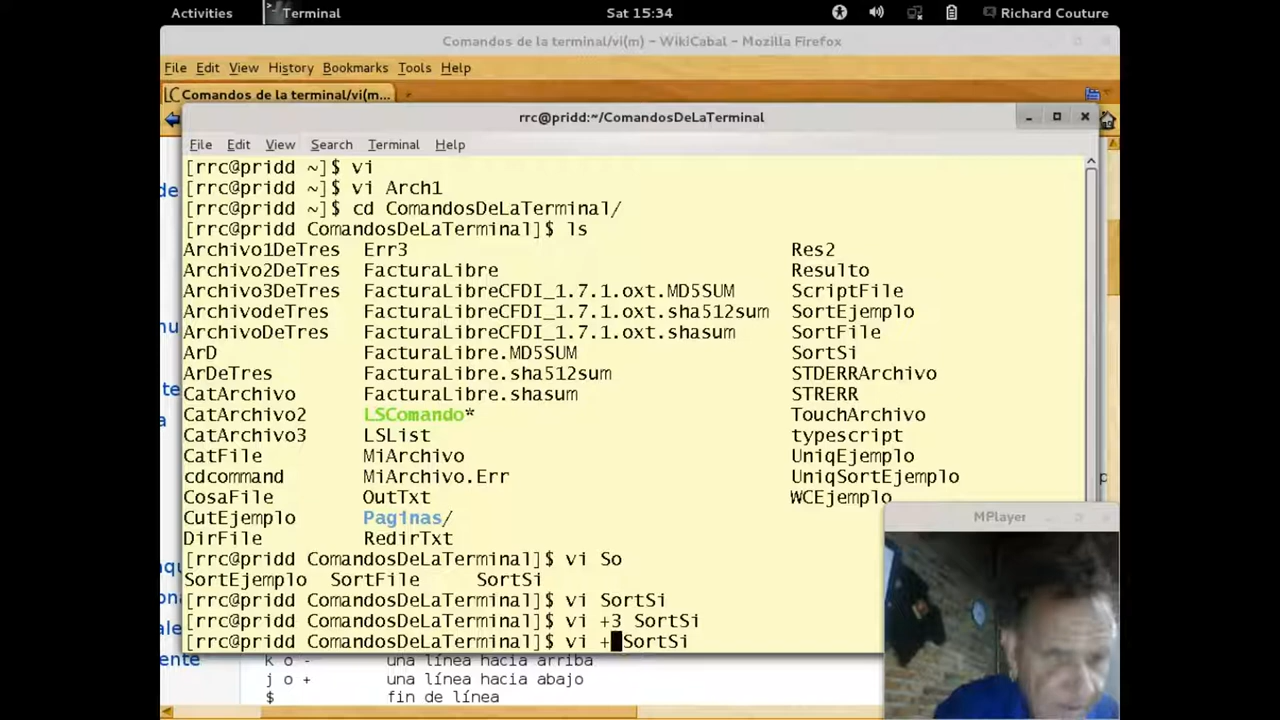 Activities Terminal Sat 15:34 Richard Couture
Comandos de la terminal/vi(m) – WikiCabal – Mozilla Firefox
File Edit View History Bookmarks Tools Help
Comandos de la terminal/vi(m...
rrc@pridd:~/ComandosDeLaTerminal
File Edit View Search Terminal Help
[rrc@pridd ~]$ vi
[rrc@pridd ~]$ vi Arch1
[rrc@pridd ~]$ cd ComandosDeLaTerminal/
[rrc@pridd ComandosDeLaTerminal]$ ls
Archivo1DeTres Err3 Res2
Archivo2DeTres FacturaLibre Resulto
Archivo3DeTres FacturaLibreCFDI_1.7.1.oxt.MD5SUM ScriptFile
ArchivodeTres FacturaLibreCFDI_1.7.1.oxt.sha512sum SortEjemplo
ArchivoDeTres FacturaLibreCFDI_1.7.1.oxt.shasum SortFile
ArD FacturaLibre.MD5SUM SortSi
ArDeTres FacturaLibre.sha512sum STDERRArchivo
CatArchivo FacturaLibre.shasum STRERR
CatArchivo2 LSComando* TouchArchivo
CatArchivo3 LSList typescript
CatFile MiArchivo UniqEjemplo
cdcommand MiArchivo.Err UniqSortEjemplo
CosaFile OutTxt WCEjemplo
CutEjemplo Paginas/
DirFile RedirTxt
[rrc@pridd ComandosDeLaTerminal]$ vi So
SortEjemplo SortFile SortSi
[rrc@pridd ComandosDeLaTerminal]$ vi SortSi
[rrc@pridd ComandosDeLaTerminal]$ vi +3 SortSi
[rrc@pridd ComandosDeLaTerminal]$ vi + SortSi
MPlayer
k o - una línea hacia arriba
j o + una línea hacia abajo
$ fin de línea